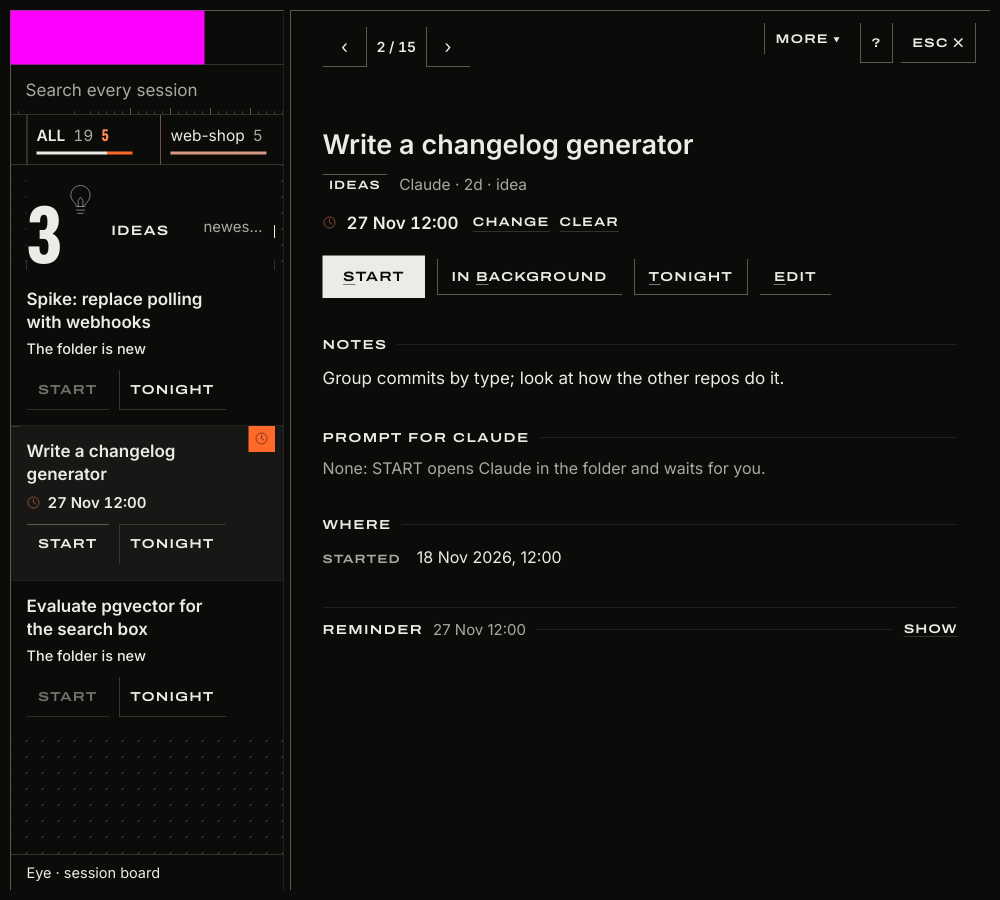 Search every session
ALL 19 5
web-shop 5
3 IDEAS newes...
Spike: replace polling
with webhooks
The folder is new
START TONIGHT
Write a changelog
generator
27 Nov 12:00
START TONIGHT
Evaluate pgvector for
the search box
The folder is new
START TONIGHT
Eye · session board
‹ 2 / 15 ›
MORE ▾ ? ESC ✕
Write a changelog generator
IDEAS Claude · 2d · idea
27 Nov 12:00 CHANGE CLEAR
START IN BACKGROUND TONIGHT EDIT
NOTES
Group commits by type; look at how the other repos do it.
PROMPT FOR CLAUDE
None: START opens Claude in the folder and waits for you.
WHERE
STARTED 18 Nov 2026, 12:00
REMINDER 27 Nov 12:00 SHOW